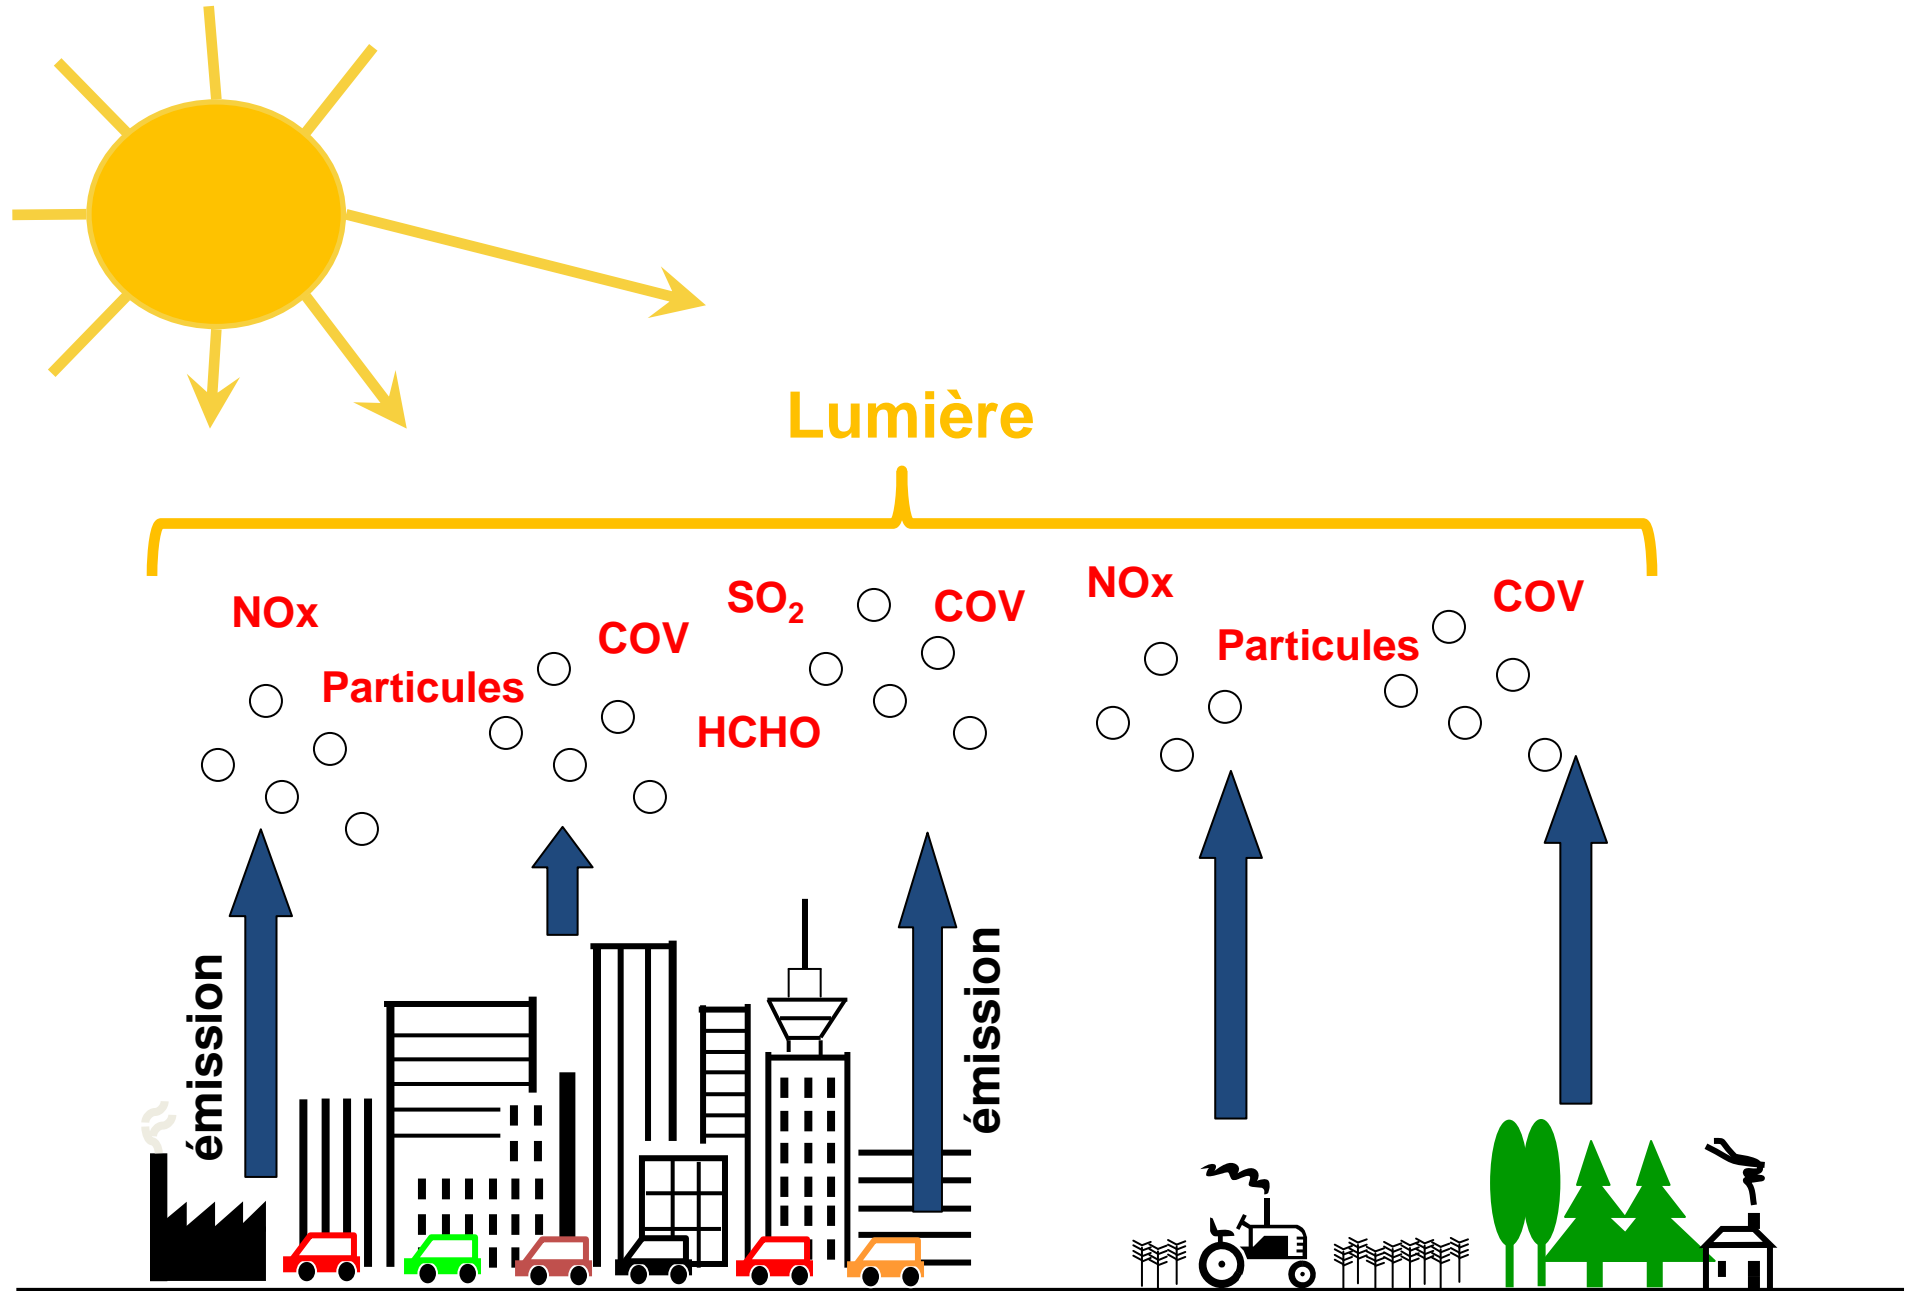 Lumière
NOx
Particules
COV
SO₂
COV
HCHO
NOx
Particules
COV
émission
émission